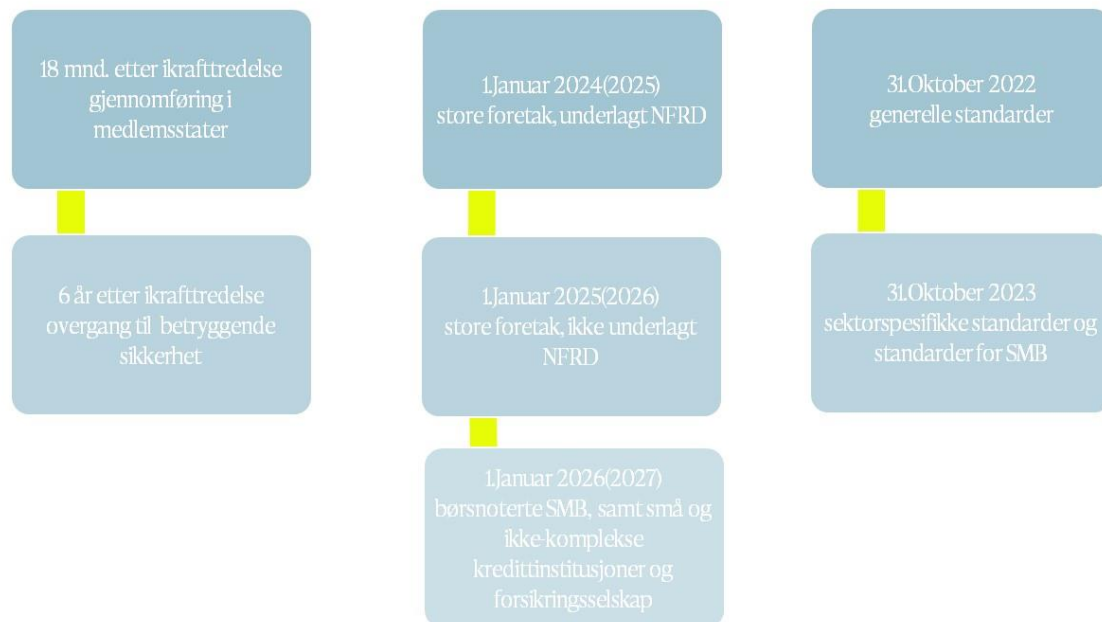 18 mnd. etter ikrafttredelse
gjennomføring i
medlemsstater
6 år etter ikrafttredelse
overgang til betryggende
sikkerhet
1.Januar 2024(2025)
store foretak, underlagt NFRD
1.Januar 2025(2026)
store foretak, ikke underlagt
NFRD
1.Januar 2026(2027)
børsnoterte SMB, samt små og
ikke-komplekse
kredittinstitusjoner og
forsikringsselskap
31.Oktober 2022
generelle standarder
31.Oktober 2023
sektorspesifikke standarder og
standarder for SMB